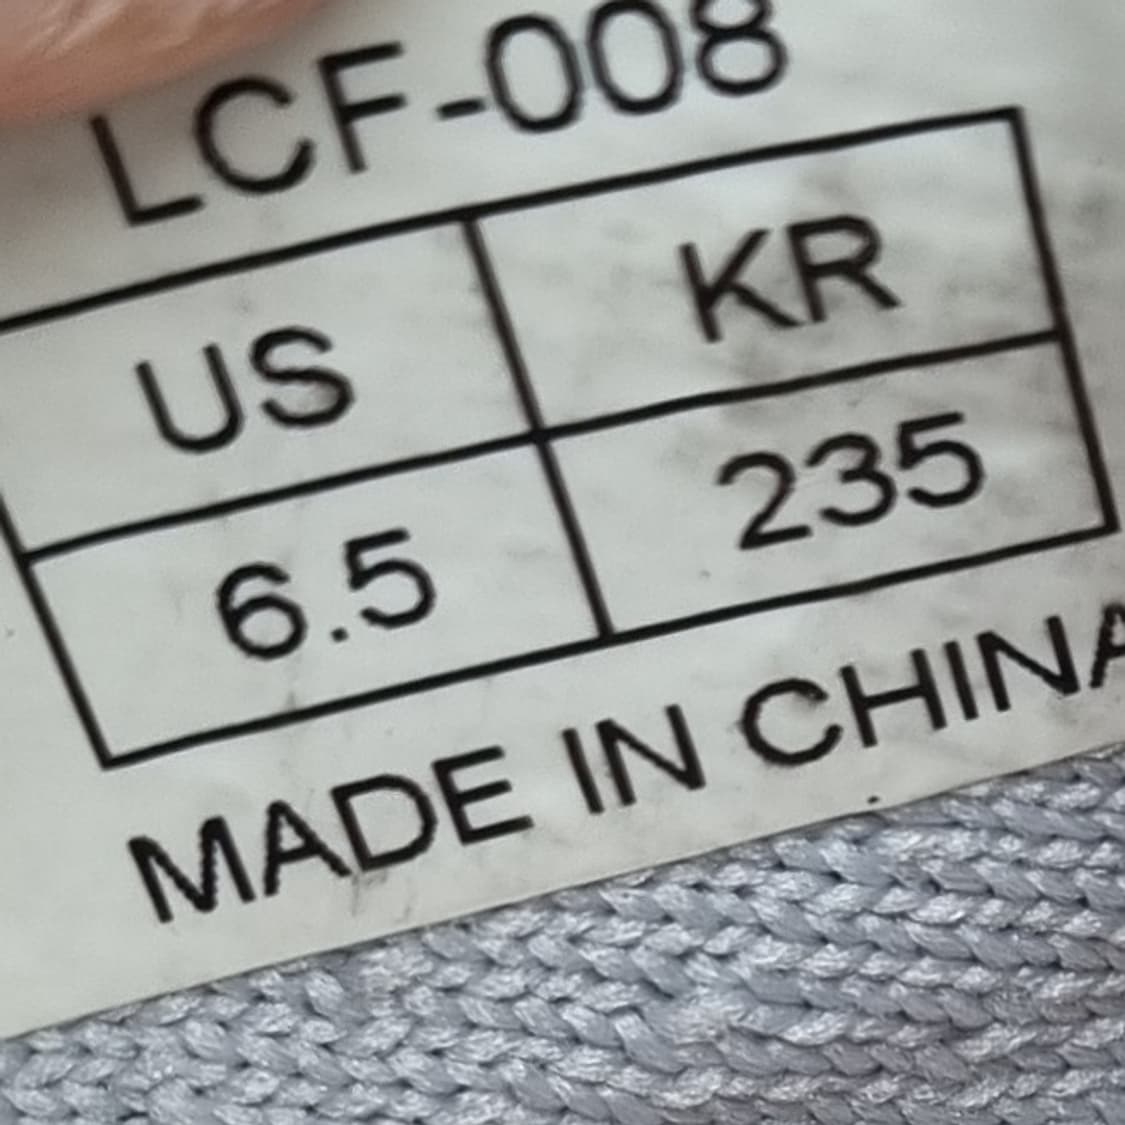 LCF-008
US KR
6.5 235
MADE IN CHINA